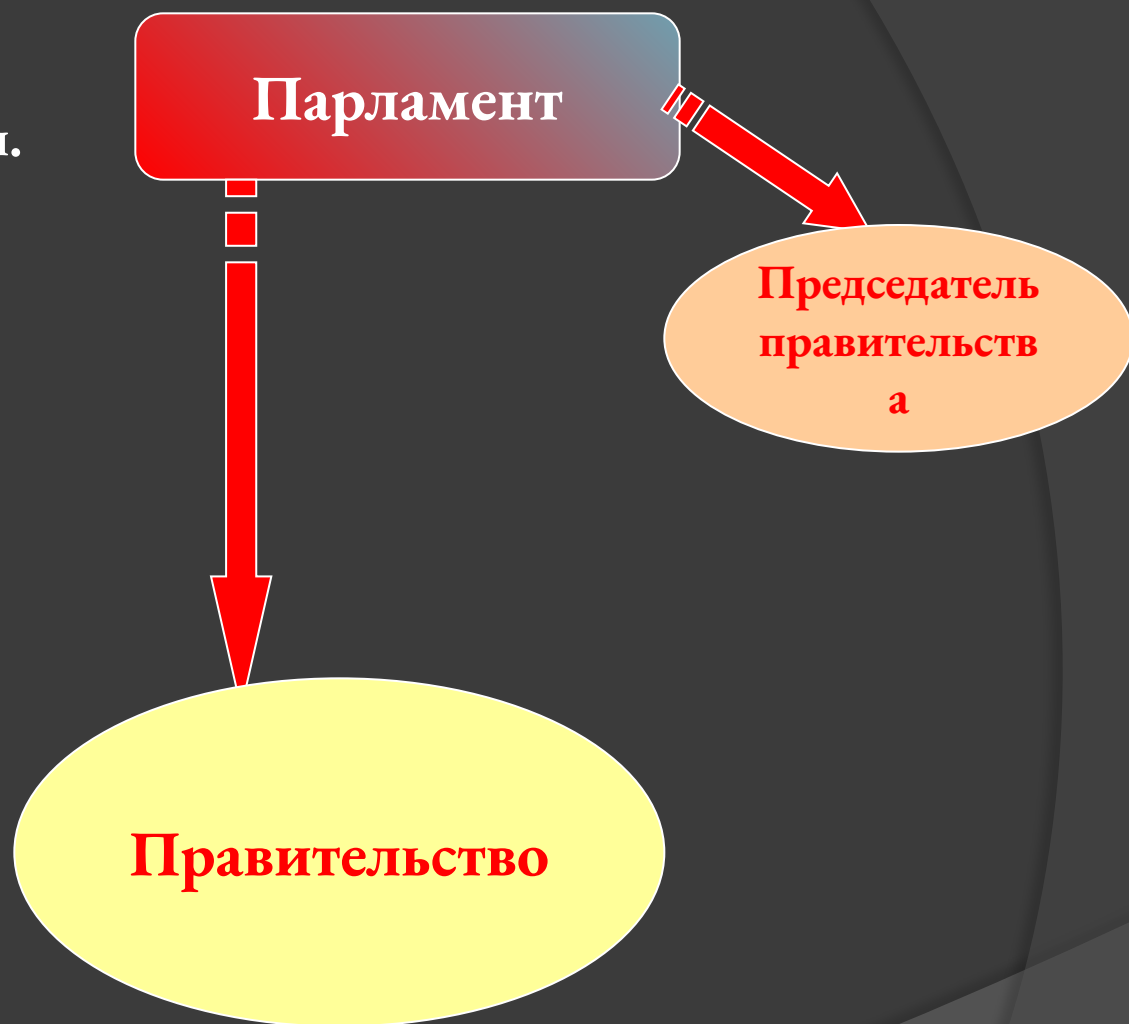 Парламент
Председатель
правительств
а
Правительство